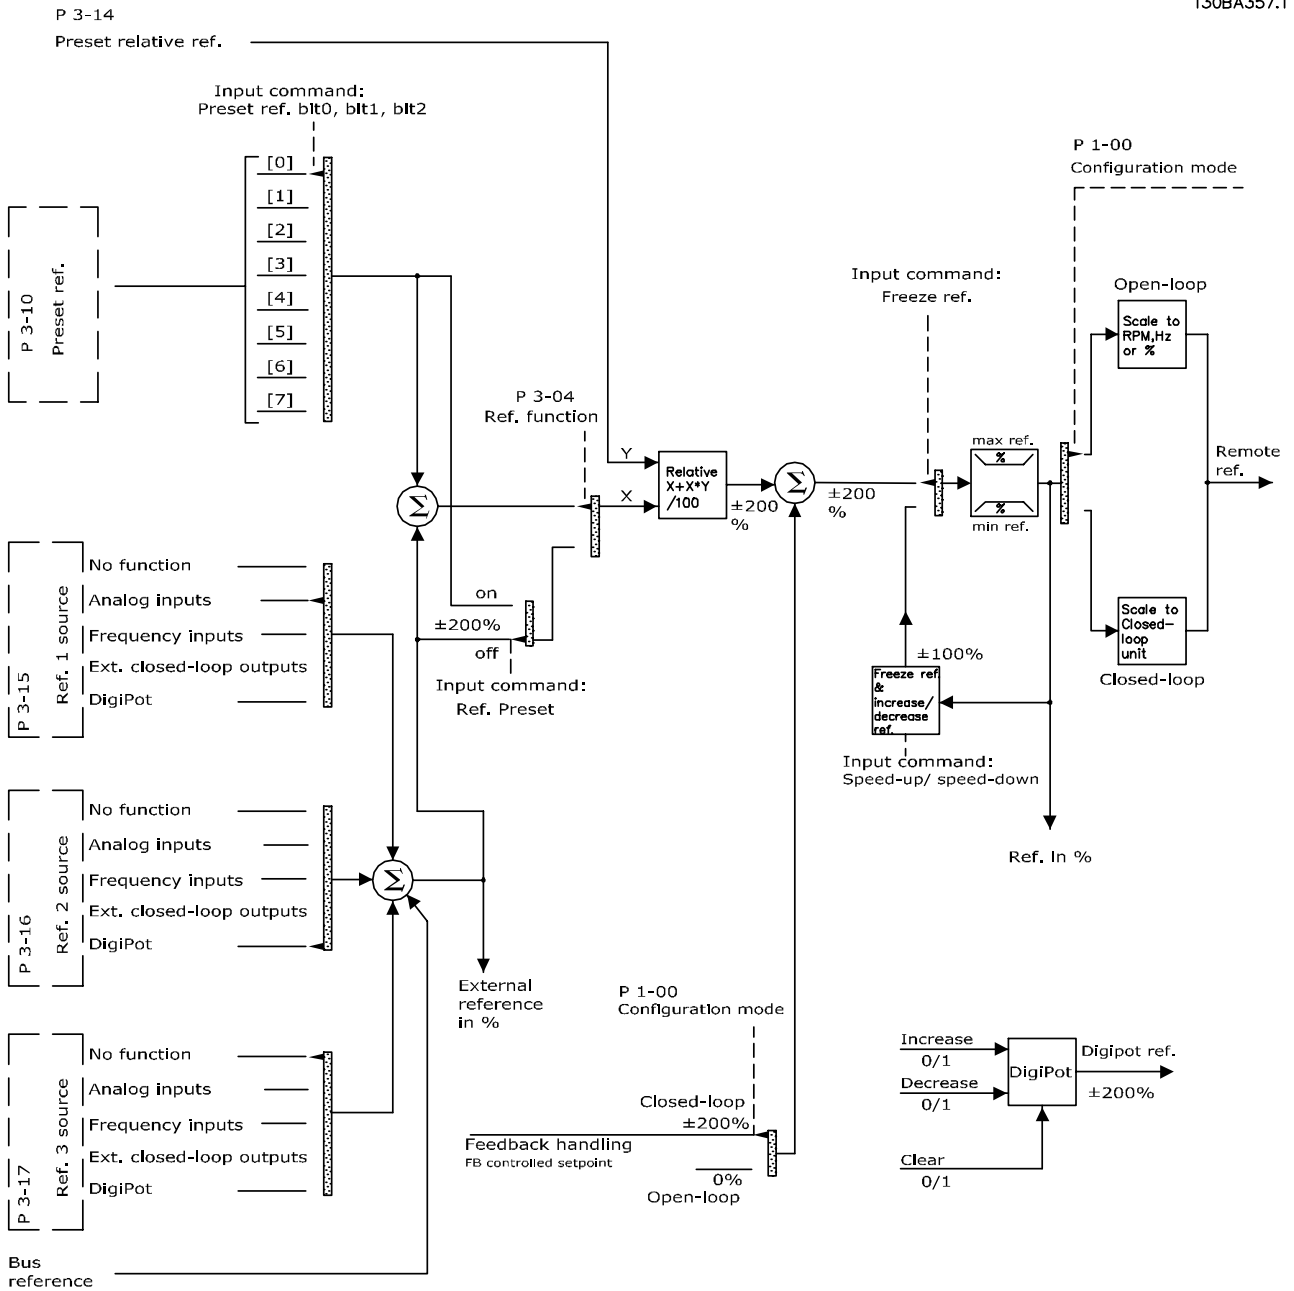 130BA357.1
P 3-14
Preset relative ref.
Input command:
Preset ref. bit0, bit1, bit2
[0]
[1]
[2]
[3]
[4]
[5]
[6]
[7]
P 3-10
Preset ref.
P 1-00
Configuration mode
Input command:
Freeze ref.
Open-loop
Scale to
RPM,Hz
or %
P 3-04
Ref. function
Y
X
Relative
X+X*Y
/100
±200
%
Σ
±200
%
max ref.
%
%
min ref.
Remote
ref.
Σ
No function
Analog inputs
Frequency inputs
Ext. closed-loop outputs
DigiPot
P 3-15
Ref. 1 source
on
±200%
off
Input command:
Ref. Preset
Scale to
Closed-
loop
unit
Closed-loop
±100%
Freeze ref.
&
increase/
decrease
ref.
Input command:
Speed-up/ speed-down
Ref. in %
No function
Analog inputs
Frequency inputs
Ext. closed-loop outputs
DigiPot
P 3-16
Ref. 2 source
Σ
External
reference
in %
P 1-00
Configuration mode
Closed-loop
±200%
Feedback handling
FB controlled setpoint
0%
Open-loop
No function
Analog inputs
Frequency inputs
Ext. closed-loop outputs
DigiPot
P 3-17
Ref. 3 source
Increase
0/1
Decrease
0/1
Clear
0/1
DigiPot
Digipot ref.
±200%
Bus
reference